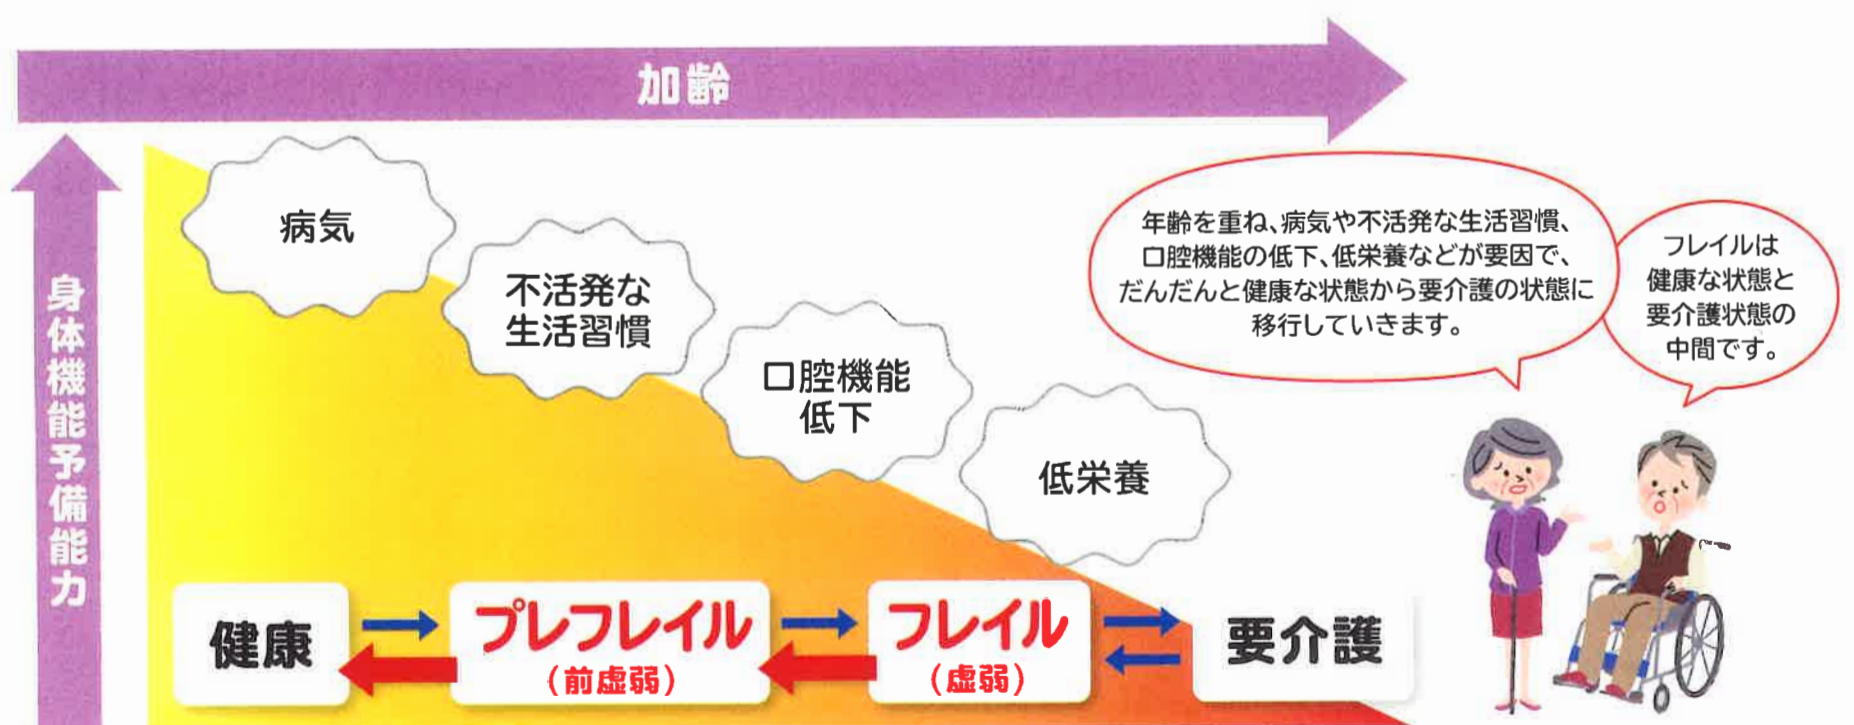 加齢
身体機能予備能力
病気
不活発な
生活習慣
口腔機能
低下
低栄養
年齢を重ね、病気や不活発な生活習慣、
口腔機能の低下、低栄養などが要因で、
だんだんと健康な状態から要介護の状態に
移行していきます。
フレイルは
健康な状態と
要介護状態の
中間です。
健康
プレフレイル
(前虚弱)
フレイル
(虚弱)
要介護